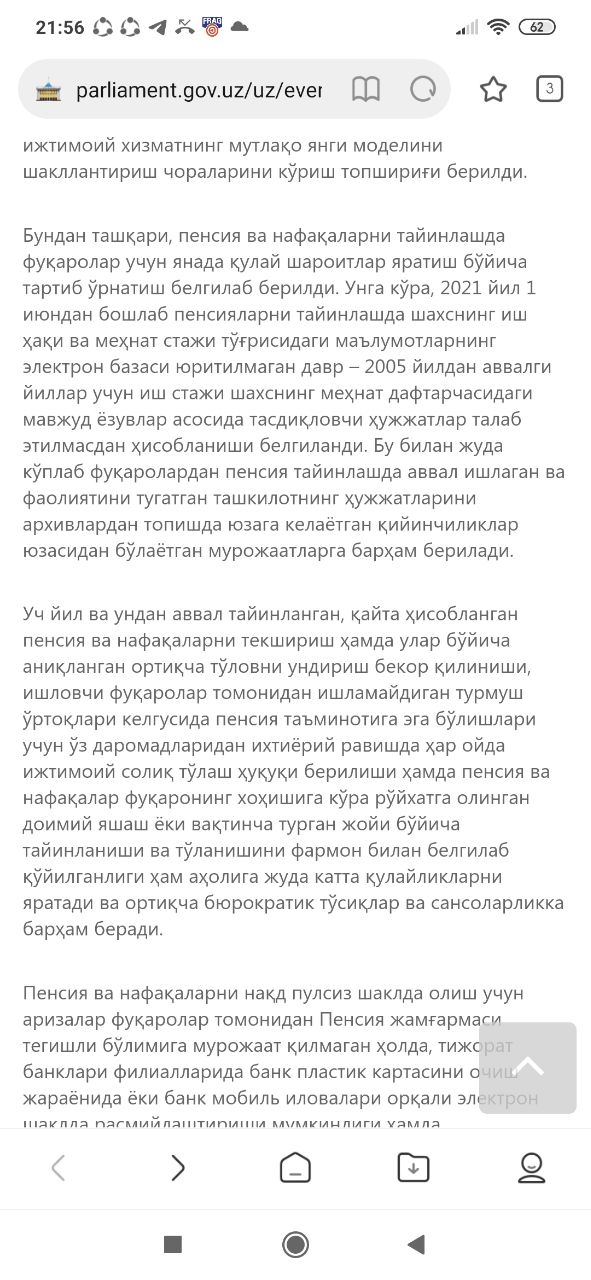 21:56
FRAG
62
parliament.gov.uz/uz/ever
3
ижтимоий хизматнинг мутлақо янги моделини
шакллантириш чораларини кўриш топшириғи берилди.
Бундан ташқари, пенсия ва нафақаларни тайинлашда
фуқаролар учун янада қулай шароитлар яратиш бўйича
тартиб ўрнатиш белгилаб берилди. Унга кўра, 2021 йил 1
июндан бошлаб пенсияларни тайинлашда шахснинг иш
ҳақи ва меҳнат стажи тўғрисидаги маълумотларнинг
электрон базаси юритилмаган давр – 2005 йилдан аввалги
йиллар учун иш стажи шахснинг меҳнат дафтарчасидаги
мавжуд ёзувлар асосида тасдиқловчи ҳужжатлар талаб
этилмасдан ҳисобланиши белгиланди. Бу билан жуда
кўплаб фуқаролардан пенсия тайинлашда аввал ишлаган ва
фаолиятини тугатган ташкилотнинг ҳужжатларини
архивлардан топишда юзага келаётган қийинчиликлар
юзасидан бўлаётган мурожаатларга барҳам берилади.
Уч йил ва ундан аввал тайинланган, қайта ҳисобланган
пенсия ва нафақаларни текшириш ҳамда улар бўйича
аниқланган ортиқча тўловни ундириш бекор қилиниши,
ишловчи фуқаролар томонидан ишламайдиган турмуш
ўртоқлари келгусида пенсия таъминотига эга бўлишлари
учун ўз даромадларидан ихтиёрий равишда ҳар ойда
ижтимоий солиқ тўлаш ҳуқуқи берилиши ҳамда пенсия ва
нафақалар фуқаронинг хоҳишига кўра рўйхатга олинган
доимий яшаш ёки вақтинча турган жойи бўйича
тайинланиши ва тўланишини фармон билан белгилаб
қўйилганлиги ҳам аҳолига жуда катта қулайликларни
яратади ва ортиқча бюрократик тўсиқлар ва сансоларликка
барҳам беради.
Пенсия ва нафақаларни нақд пулсиз шаклда олиш учун
аризалар фуқаролар томонидан Пенсия жамғармаси
тегишли бўлимига мурожаат қилмаган ҳолда, тижорат
банклари филиалларида банк пластик картасини очиш
жараёнида ёки банк мобиль иловалари орқали электрон
шаклда расмийлаштириши мумкинлиги ҳамда